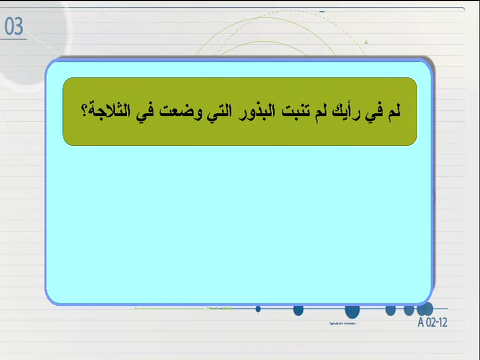 03
لم في رأيك لم تنبت البذور التي وضعت في الثلاجة؟
A 02-12